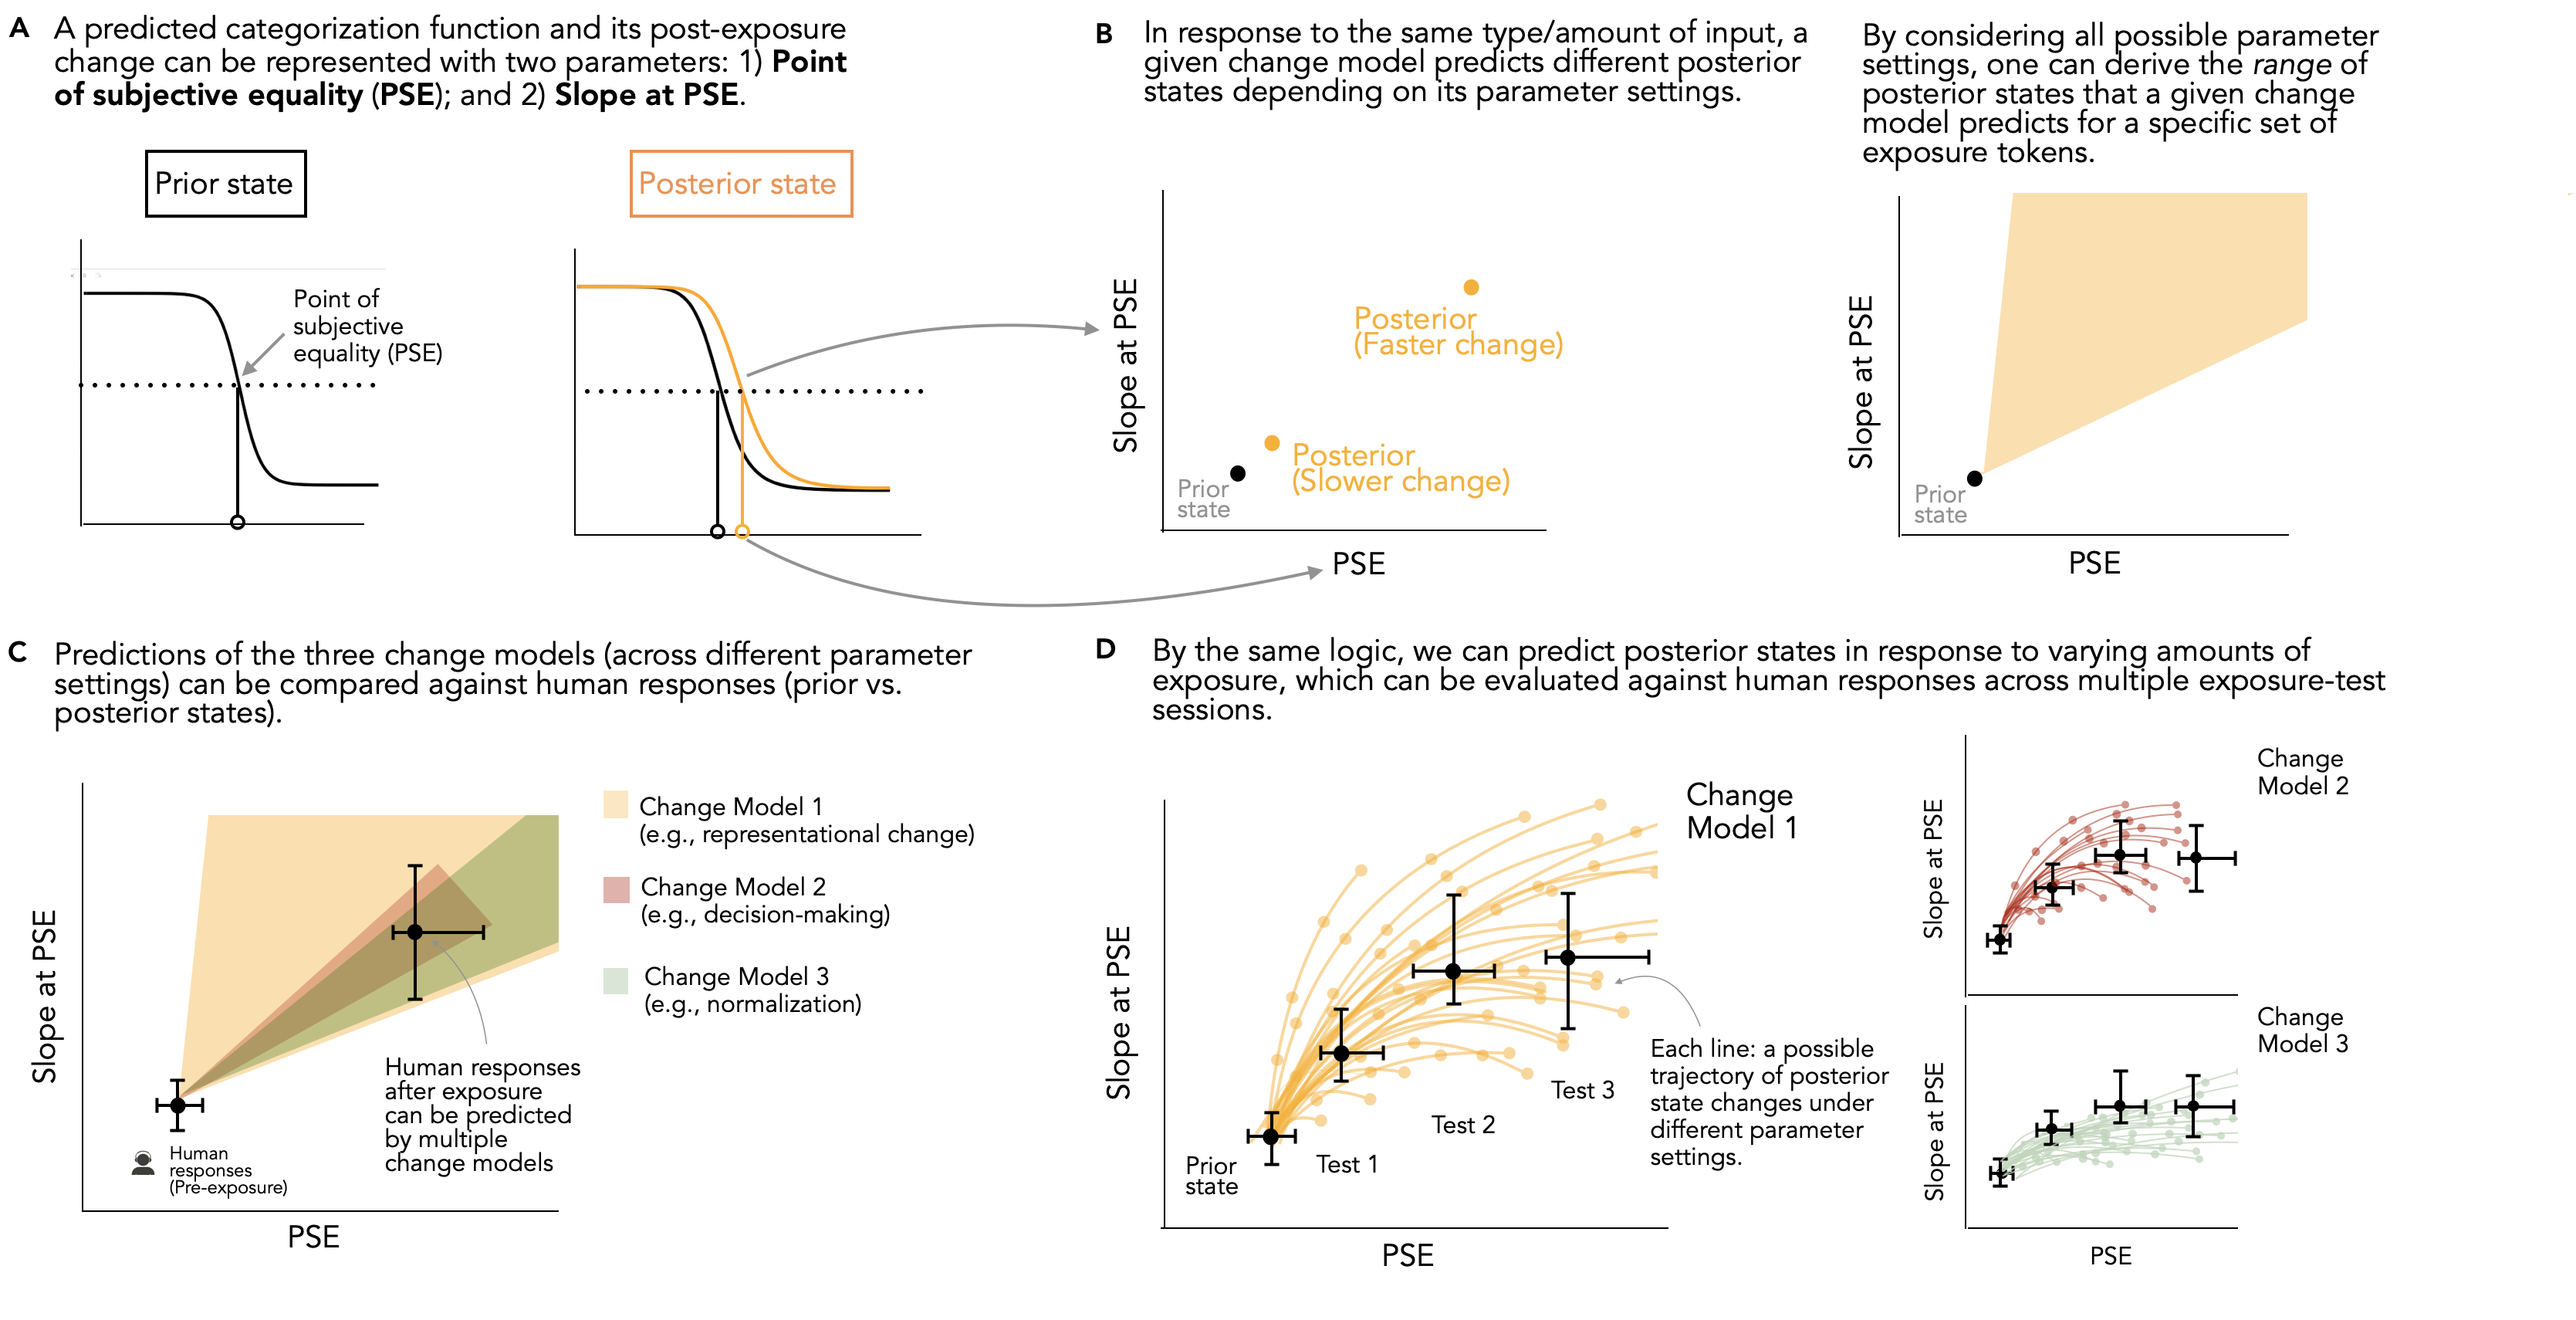 A A predicted categorization function and its post-exposure
change can be represented with two parameters: 1) Point
of subjective equality (PSE); and 2) Slope at PSE.
Prior state
Posterior state
Point of
subjective
equality (PSE)
B In response to the same type/amount of input, a
given change model predicts different posterior
states depending on its parameter settings.
Slope at PSE
Posterior
(Faster change)
Posterior
(Slower change)
Prior
state
PSE
By considering all possible parameter
settings, one can derive the range of
posterior states that a given change
model predicts for a specific set of
exposure tokens.
Slope at PSE
Prior
state
PSE
C Predictions of the three change models (across different parameter
settings) can be compared against human responses (prior vs.
posterior states).
Slope at PSE
Change Model 1
(e.g., representational change)
Change Model 2
(e.g., decision-making)
Change Model 3
(e.g., normalization)
Human responses
after exposure
can be predicted
by multiple
change models
Human
responses
(Pre-exposure)
PSE
D By the same logic, we can predict posterior states in response to varying amounts of
exposure, which can be evaluated against human responses across multiple exposure-test
sessions.
Change
Model 1
Slope at PSE
Prior
state
Test 1
Test 2
Test 3
Each line: a possible
trajectory of posterior
state changes under
different parameter
settings.
PSE
Change
Model 2
Slope at PSE
Change
Model 3
Slope at PSE
PSE